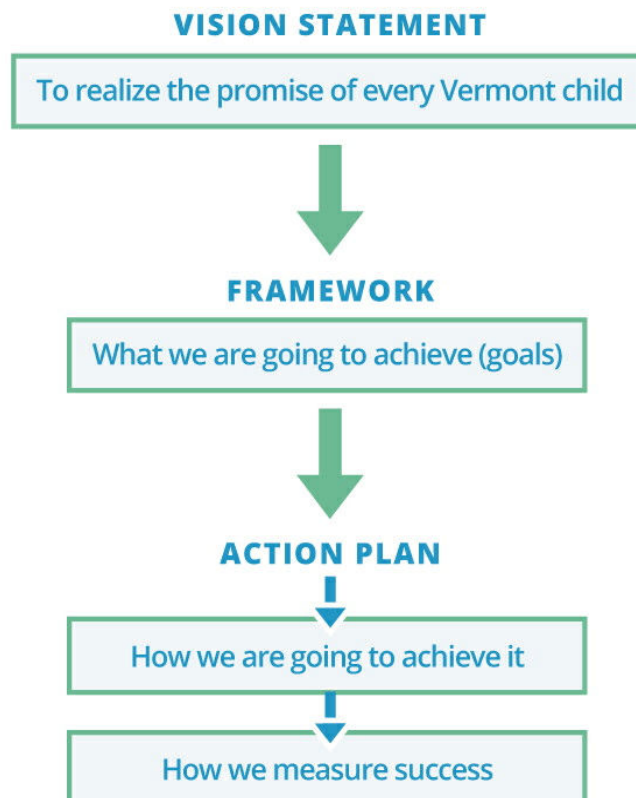 VISION STATEMENT
To realize the promise of every Vermont child
FRAMEWORK
What we are going to achieve (goals)
ACTION PLAN
How we are going to achieve it
How we measure success